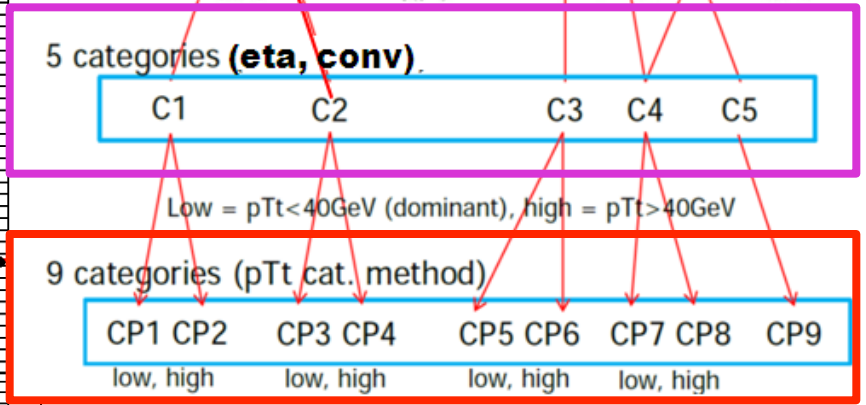 5 categories (eta, conv)
C1 C2 C3 C4 C5
Low = pTt<40GeV (dominant), high = pTt>40GeV
9 categories (pTt cat. method)
CP1 CP2 CP3 CP4 CP5 CP6 CP7 CP8 CP9
low, high low, high low, high low, high